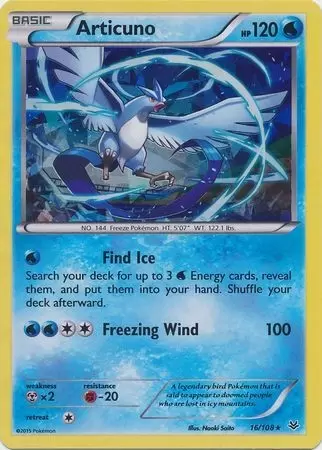 BASIC
Articuno HP 120
NO. 144 Freeze Pokémon HT: 5'07" WT: 122.1 lbs.
Find Ice
Search your deck for up to 3 Energy cards, reveal
them, and put them into your hand. Shuffle your
deck afterward.
Freezing Wind 100
weakness resistance
×2 -20
retreat
A legendary bird Pokémon that is
said to appear to doomed people
who are lost in icy mountains.
©2015 Pokémon Illus. Naoki Saito 16/108 ★